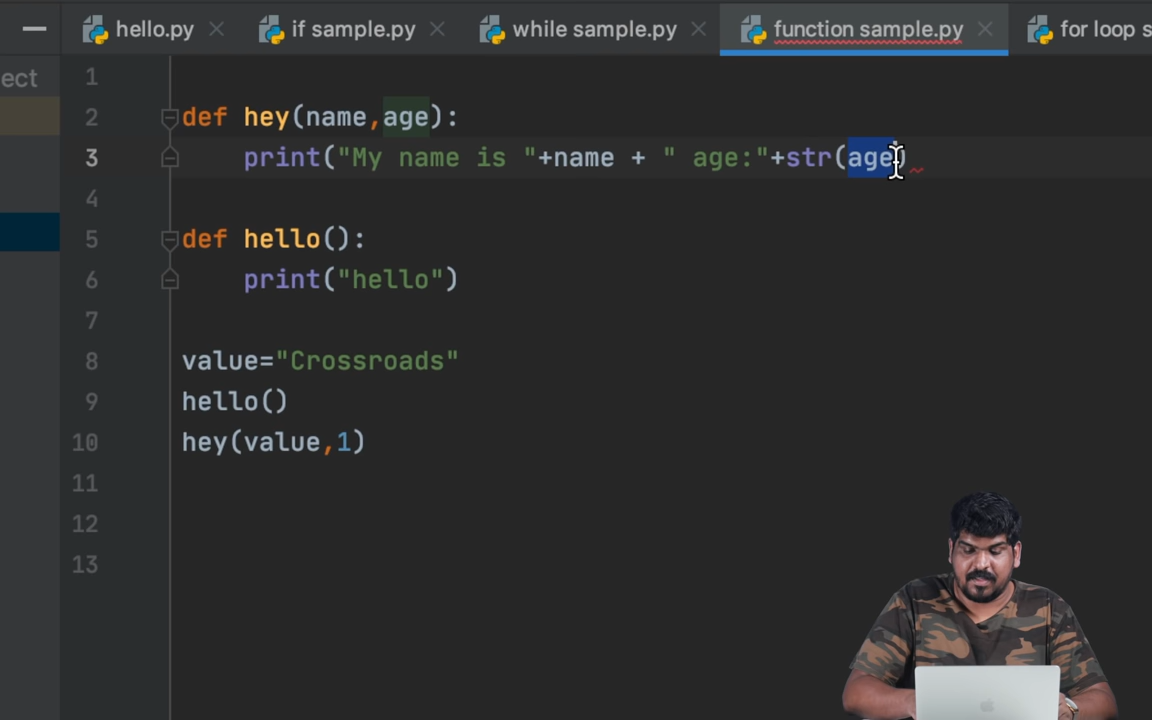 hello.py if sample.py while sample.py function sample.py for loop s
ect
1
2 def hey(name,age):
3 print("My name is "+name + " age:"+str(age)
4
5 def hello():
6 print("hello")
7
8 value="Crossroads"
9 hello()
10 hey(value,1)
11
12
13